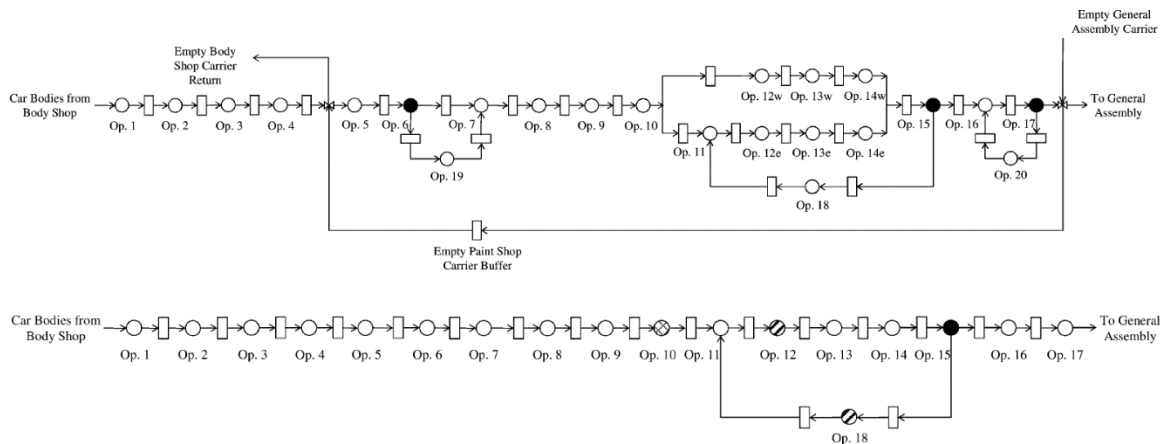 Empty General
Assembly Carrier
Empty Body
Shop Carrier
Return
Op. 12w Op. 13w Op. 14w
Car Bodies from
Body Shop
To General
Assembly
Op. 1 Op. 2 Op. 3 Op. 4 Op. 5 Op. 6 Op. 7 Op. 8 Op. 9 Op. 10 Op. 15 Op. 16 Op. 17
Op. 11 Op. 12e Op. 13e Op. 14e
Op. 19
Op. 20
Op. 18
Empty Paint Shop
Carrier Buffer
Car Bodies from
Body Shop
To General
Assembly
Op. 1 Op. 2 Op. 3 Op. 4 Op. 5 Op. 6 Op. 7 Op. 8 Op. 9 Op. 10 Op. 11 Op. 12 Op. 13 Op. 14 Op. 15 Op. 16 Op. 17
Op. 18